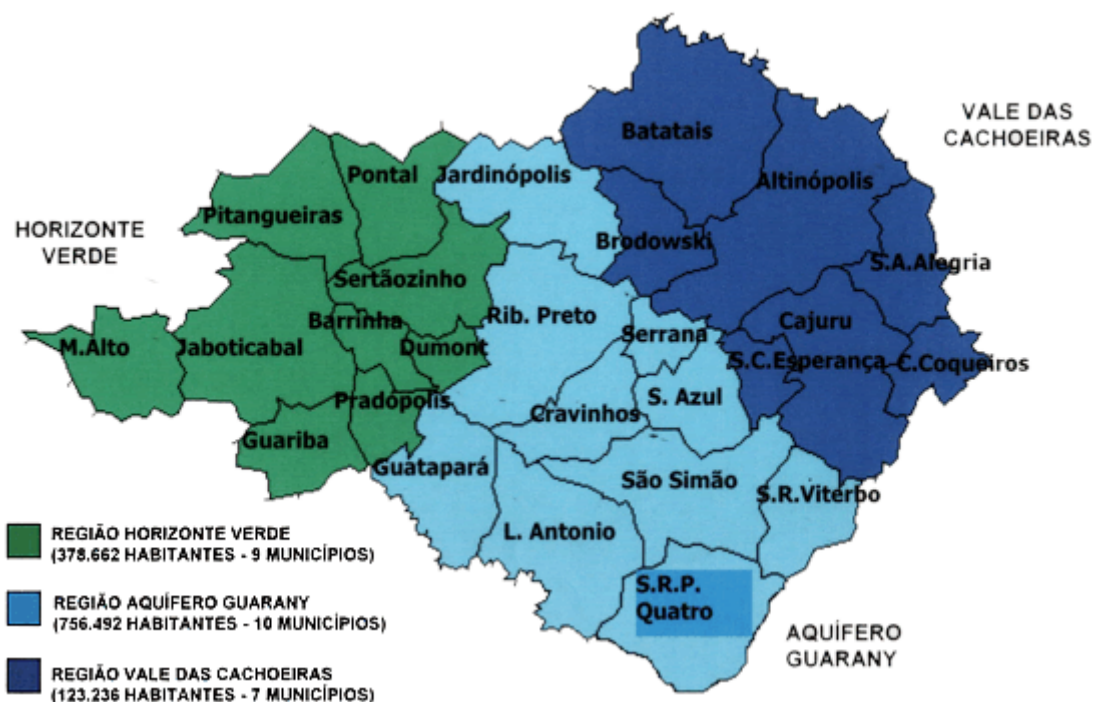 VALE DAS
CACHOEIRAS
Batatais
Pontal
Jardinópolis
Altinópolis
Pitangueiras
HORIZONTE
VERDE
Brodowski
S.A.Alegria
Sertãozinho
Rib. Preto
Barrinha
Cajuru
Serrana
M.Alto
Jaboticabal
Dumont
S.C.Esperança
C.Coqueiros
Pradópolis
S. Azul
Cravinhos
Guariba
Guatapará
São Simão
S.R.Viterbo
L. Antonio
S.R.P.
Quatro
AQUÍFERO
GUARANY
REGIÃO HORIZONTE VERDE
(378.662 HABITANTES - 9 MUNICÍPIOS)
REGIÃO AQUÍFERO GUARANY
(756.492 HABITANTES - 10 MUNICÍPIOS)
REGIÃO VALE DAS CACHOEIRAS
(123.236 HABITANTES - 7 MUNICÍPIOS)